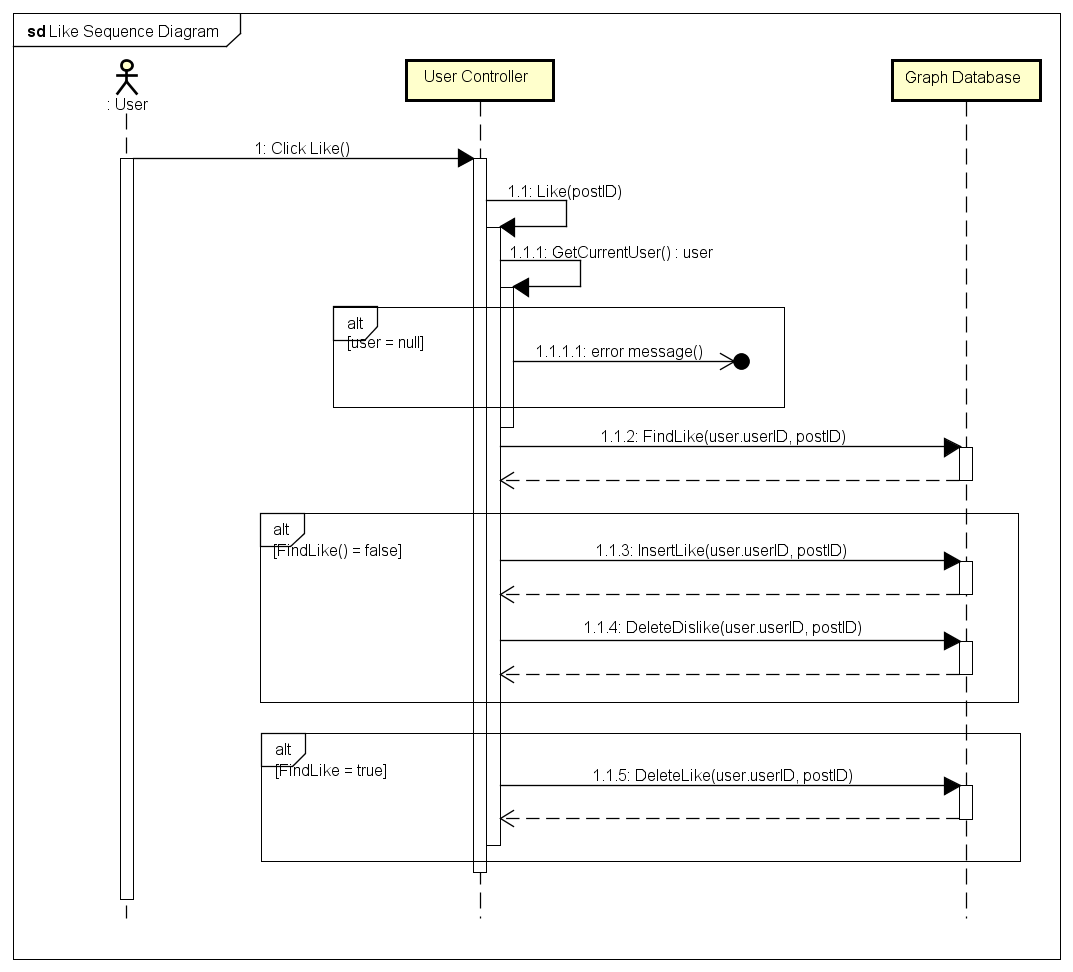 sd Like Sequence Diagram
: User
User Controller
Graph Database
1: Click Like()
1.1: Like(postID)
1.1.1: GetCurrentUser() : user
alt
[user = null]
1.1.1.1: error message()
1.1.2: FindLike(user.userID, postID)
alt
[FindLike() = false]
1.1.3: InsertLike(user.userID, postID)
1.1.4: DeleteDislike(user.userID, postID)
alt
[FindLike = true]
1.1.5: DeleteLike(user.userID, postID)